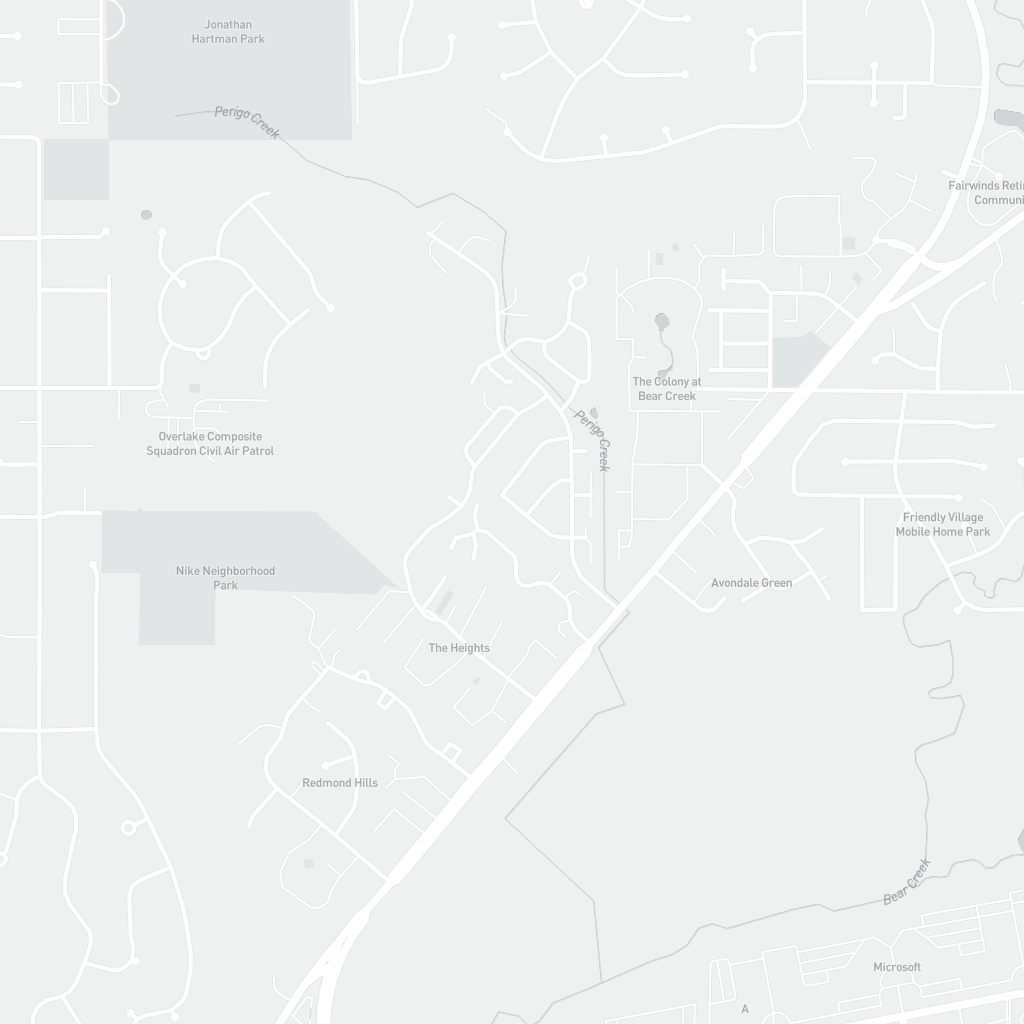 Jonathan
Hartman Park
Perigo Creek
Fairwinds Reti
Communi
The Colony at
Bear Creek
Perigo Creek
Overlake Composite
Squadron Civil Air Patrol
Friendly Village
Mobile Home Park
Nike Neighborhood
Park
Avondale Green
The Heights
Redmond Hills
Bear Creek
Microsoft
A